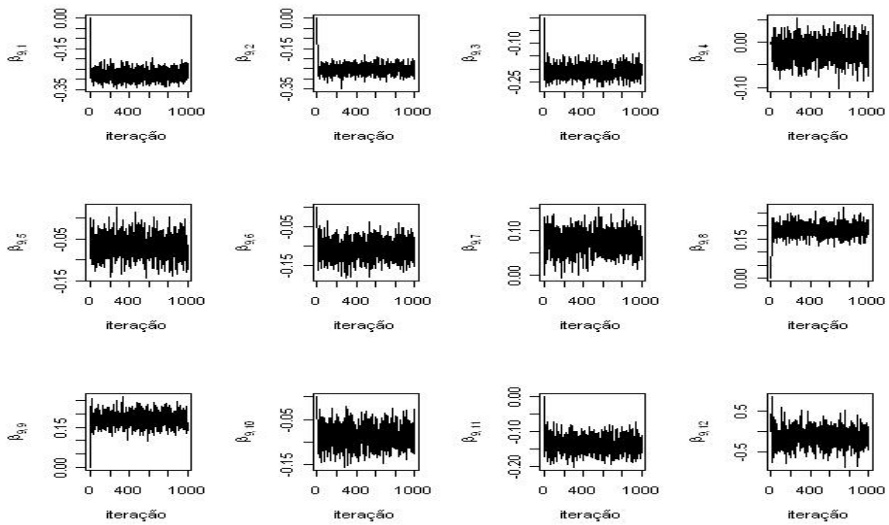 β9,1 -0.35 -0.15 0.00 0 400 1000 iteração
β9,2 -0.35 -0.15 0.00 0 400 1000 iteração
β9,3 -0.25 -0.10 0 400 1000 iteração
β9,4 -0.10 0.00 0 400 1000 iteração
β9,5 -0.15 -0.05 0 400 1000 iteração
β9,6 -0.15 -0.05 0 400 1000 iteração
β9,7 0.00 0.10 0 400 1000 iteração
β9,8 0.00 0.15 0 400 1000 iteração
β9,9 0.00 0.15 0 400 1000 iteração
β9,10 -0.15 -0.05 0 400 1000 iteração
β9,11 -0.20 -0.10 0.00 0 400 1000 iteração
β9,12 -0.5 0.5 0 400 1000 iteração